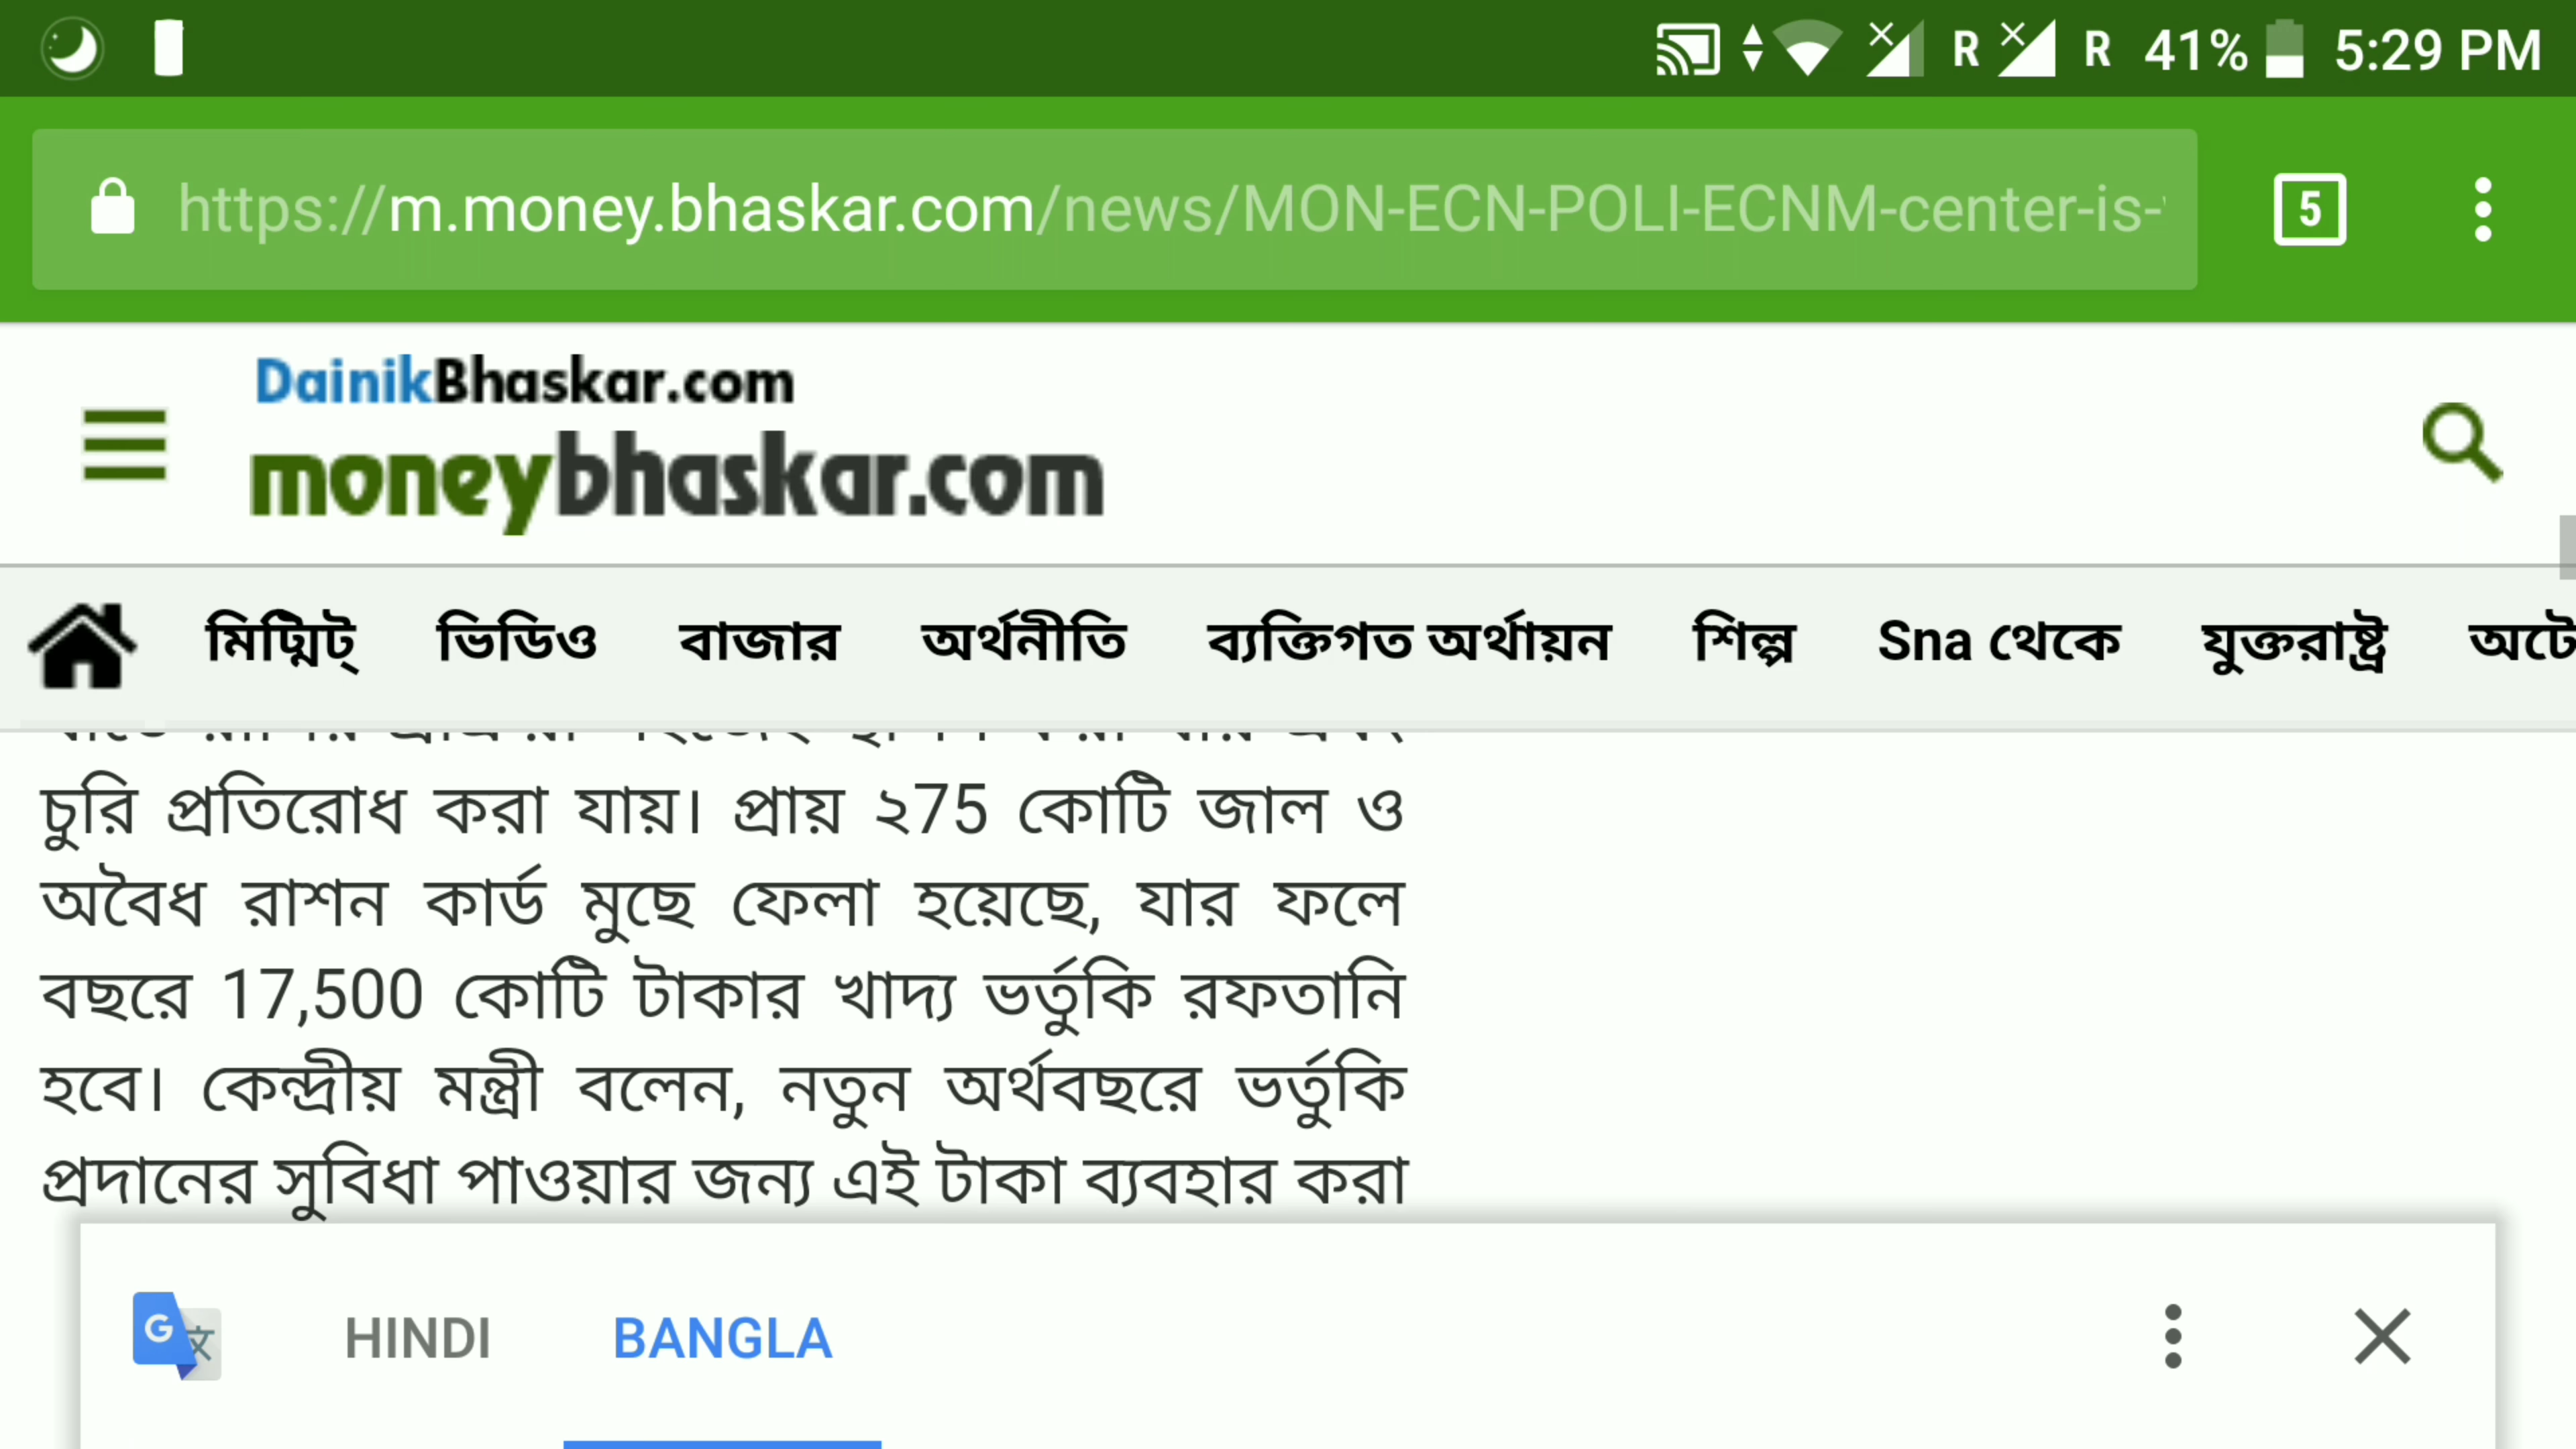 R R 41% 5:29 PM
https://m.money.bhaskar.com/news/MON-ECN-POLI-ECNM-center-is- 5
DainikBhaskar.com
moneybhaskar.com
মিট্মিট্ ভিডিও বাজার অর্থনীতি ব্যক্তিগত অর্থায়ন শিল্প Sna থেকে যুক্তরাষ্ট্র
চুরি প্রতিরোধ করা যায়। প্রায় ২75 কোটি জাল ও
অবৈধ রাশন কার্ড মুছে ফেলা হয়েছে, যার ফলে
বছরে 17,500 কোটি টাকার খাদ্য ভর্তুকি রফতানি
হবে। কেন্দ্রীয় মন্ত্রী বলেন, নতুন অর্থবছরে ভর্তুকি
প্রদানের সুবিধা পাওয়ার জন্য এই টাকা ব্যবহার করা
HINDI BANGLA